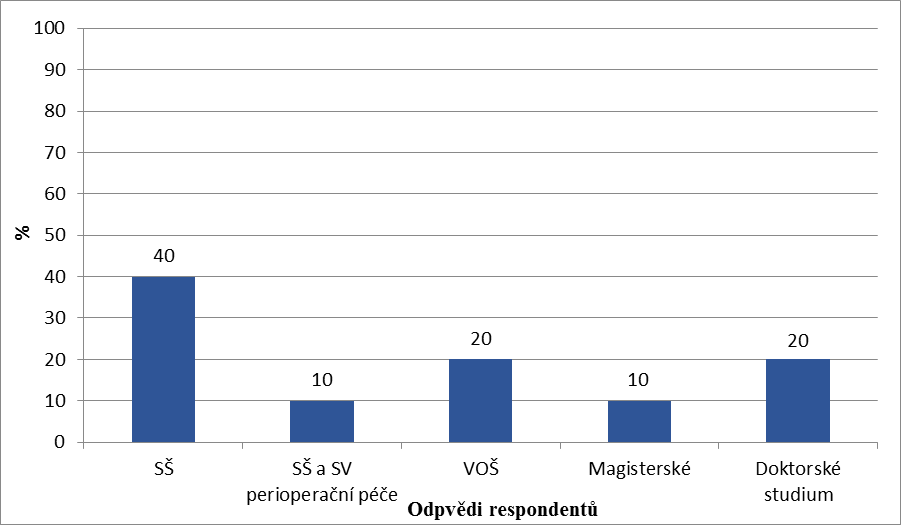 100
90
80
70
60
50
40
30
20
10
0
%
40
10
20
10
20
SŠ
SŠ a SV
perioperační péče
VOŠ
Magisterské
Doktorské
studium
Odpvědi respondentů